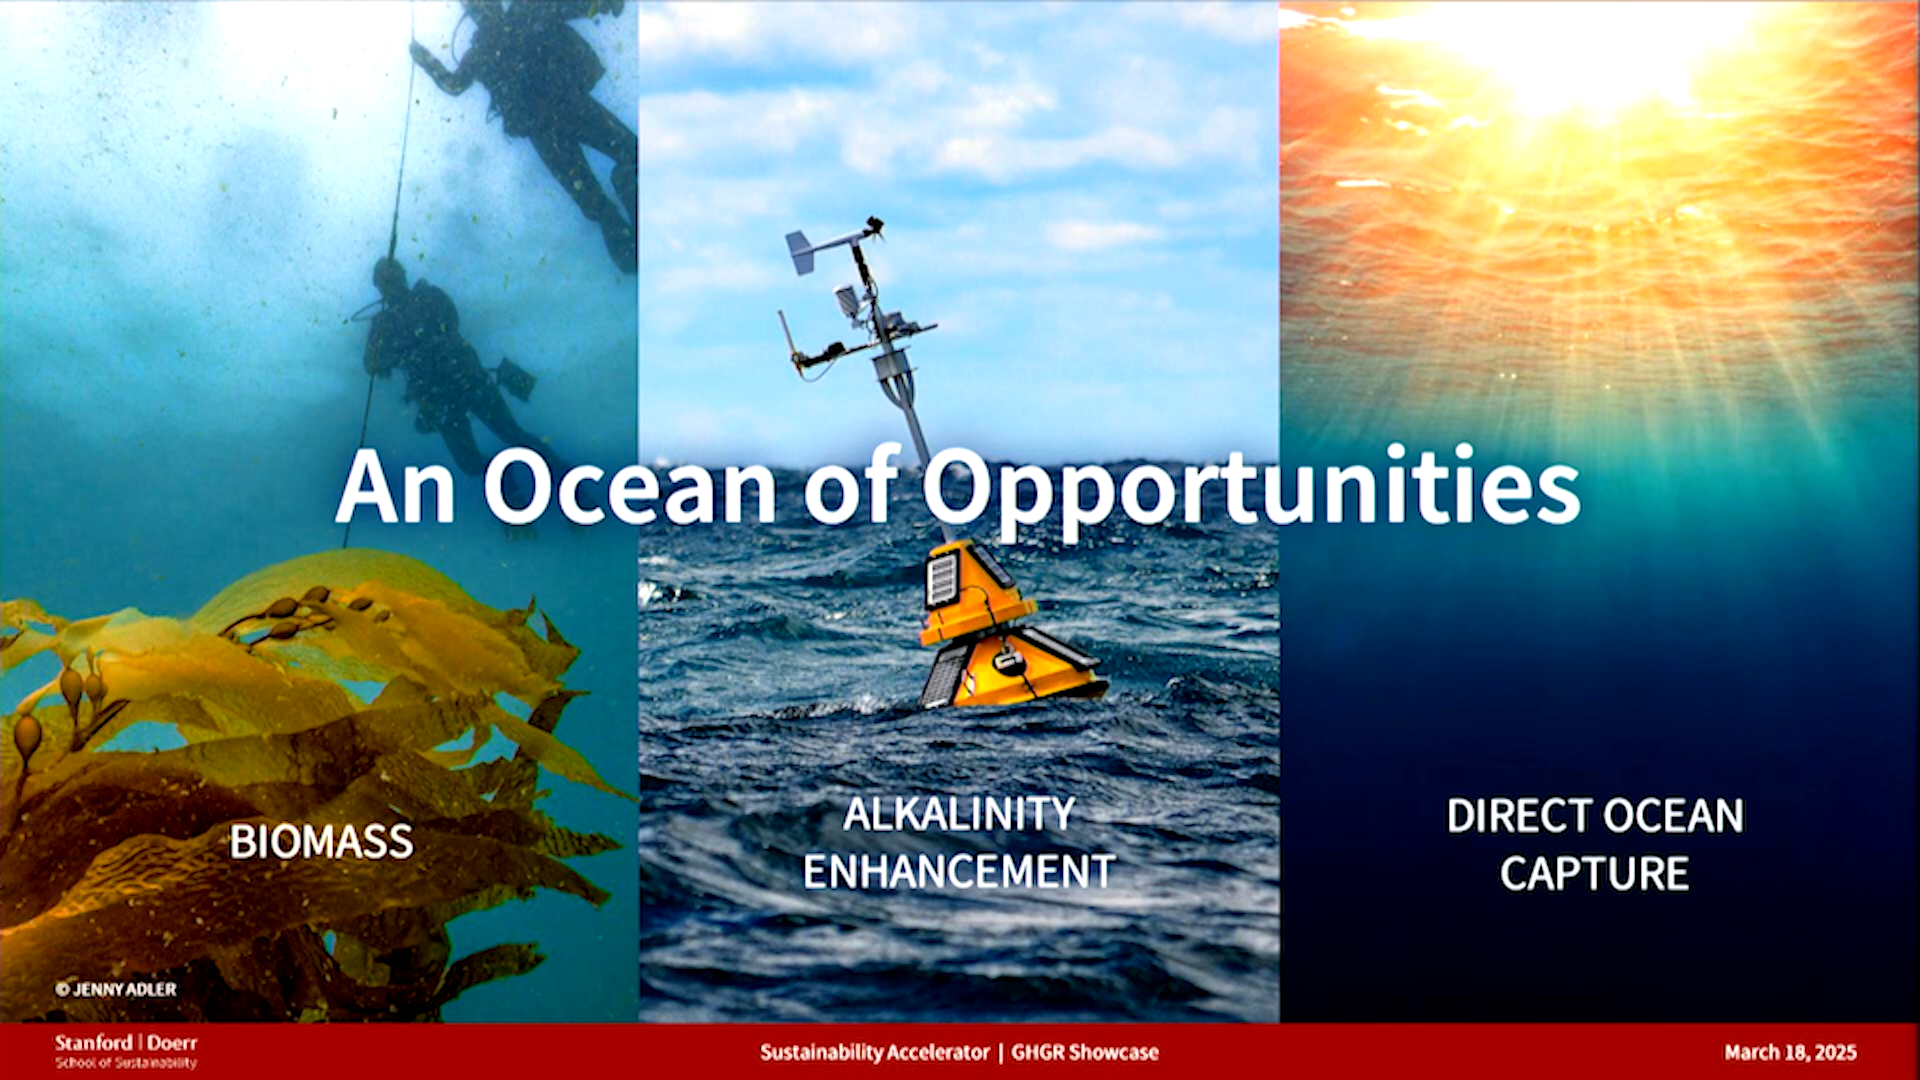 An Ocean of Opportunities
BIOMASS
ALKALINITY
ENHANCEMENT
DIRECT OCEAN
CAPTURE
© JENNY ADLER
Stanford | Doerr
School of Sustainability
Sustainability Accelerator | GHGR Showcase
March 18, 2025